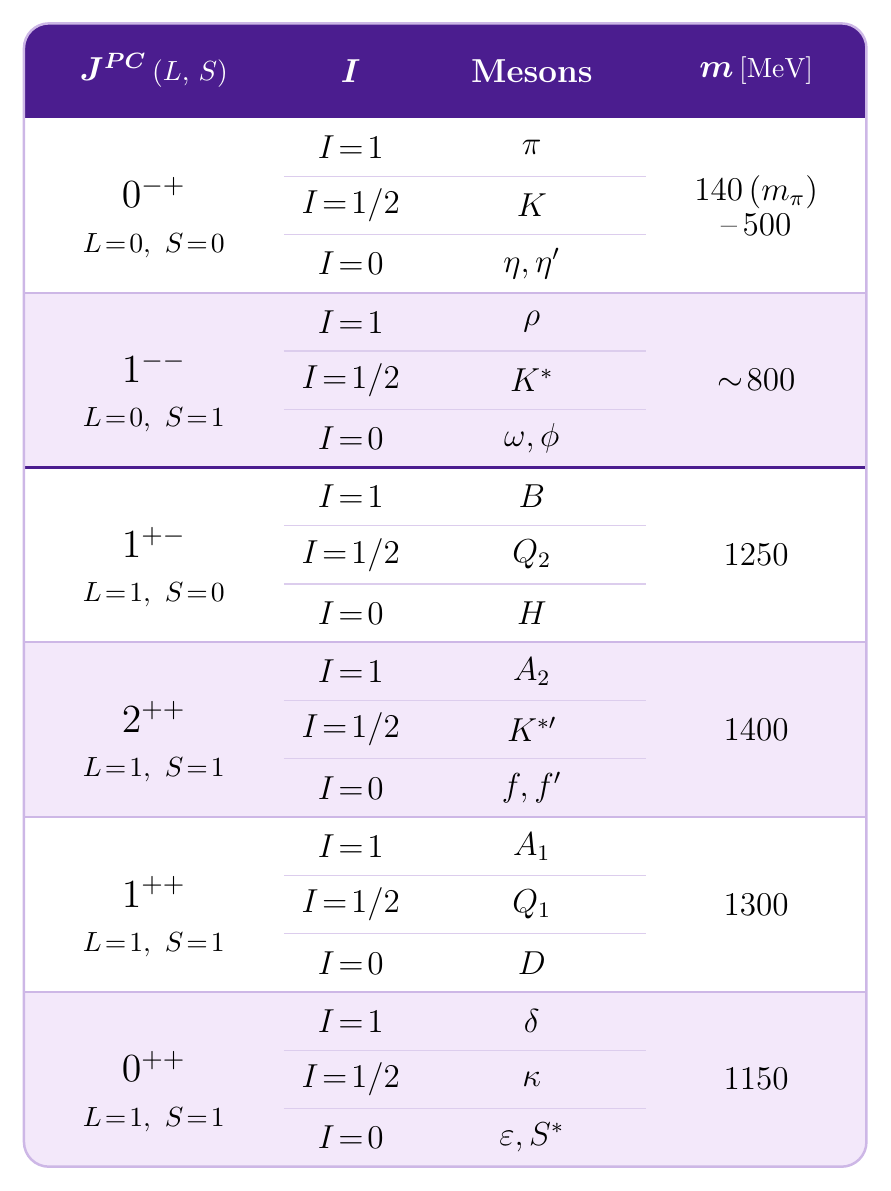 J^{PC} (L, S) I Mesons m [MeV]
I=1 π
0^{−+} 140 (m_π)
I=1/2 K
–500
L=0, S=0
I=0 η, η′
I=1 ρ
1^{−−}
I=1/2 K^* ∼800
L=0, S=1
I=0 ω, ϕ
I=1 B
1^{+−}
I=1/2 Q_2 1250
L=1, S=0
I=0 H
I=1 A_2
2^{++}
I=1/2 K^{*′} 1400
L=1, S=1
I=0 f, f′
I=1 A_1
1^{++}
I=1/2 Q_1 1300
L=1, S=1
I=0 D
I=1 δ
0^{++}
I=1/2 κ 1150
L=1, S=1
I=0 ε, S^*